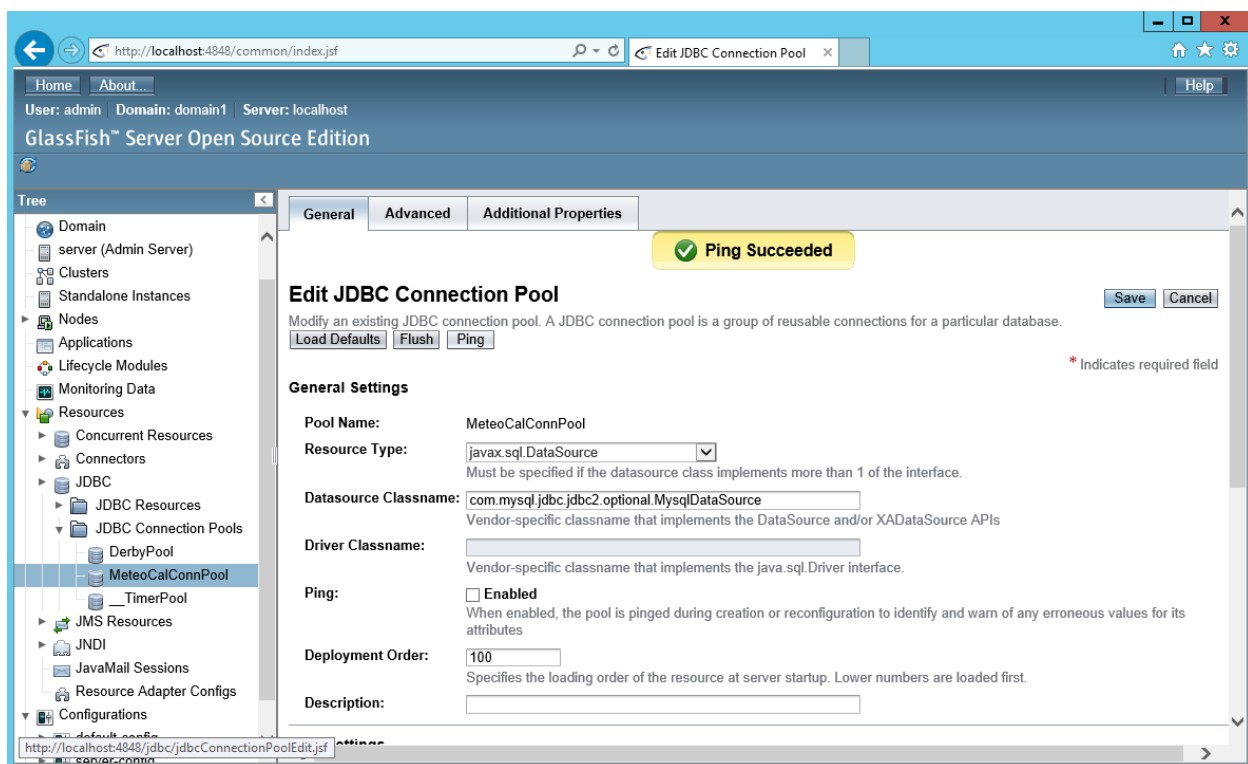 http://localhost:4848/common/index.jsf
Edit JDBC Connection Pool
Home About... Help
User: admin Domain: domain1 Server: localhost
GlassFish™ Server Open Source Edition
Tree
Domain
server (Admin Server)
Clusters
Standalone Instances
Nodes
Applications
Lifecycle Modules
Monitoring Data
Resources
Concurrent Resources
Connectors
JDBC
JDBC Resources
JDBC Connection Pools
DerbyPool
MeteoCalConnPool
__TimerPool
JMS Resources
JNDI
JavaMail Sessions
Resource Adapter Configs
Configurations
default-config
server-config
http://localhost:4848/jdbc/jdbcConnectionPoolEdit.jsf
General Advanced Additional Properties
Ping Succeeded
Edit JDBC Connection Pool
Save Cancel
Modify an existing JDBC connection pool. A JDBC connection pool is a group of reusable connections for a particular database.
Load Defaults Flush Ping
* Indicates required field
General Settings
Pool Name: MeteoCalConnPool
Resource Type: javax.sql.DataSource
Must be specified if the datasource class implements more than 1 of the interface.
Datasource Classname: com.mysql.jdbc.jdbc2.optional.MysqlDataSource
Vendor-specific classname that implements the DataSource and/or XADataSource APIs
Driver Classname:
Vendor-specific classname that implements the java.sql.Driver interface.
Ping: Enabled
When enabled, the pool is pinged during creation or reconfiguration to identify and warn of any erroneous values for its
attributes
Deployment Order: 100
Specifies the loading order of the resource at server startup. Lower numbers are loaded first.
Description: